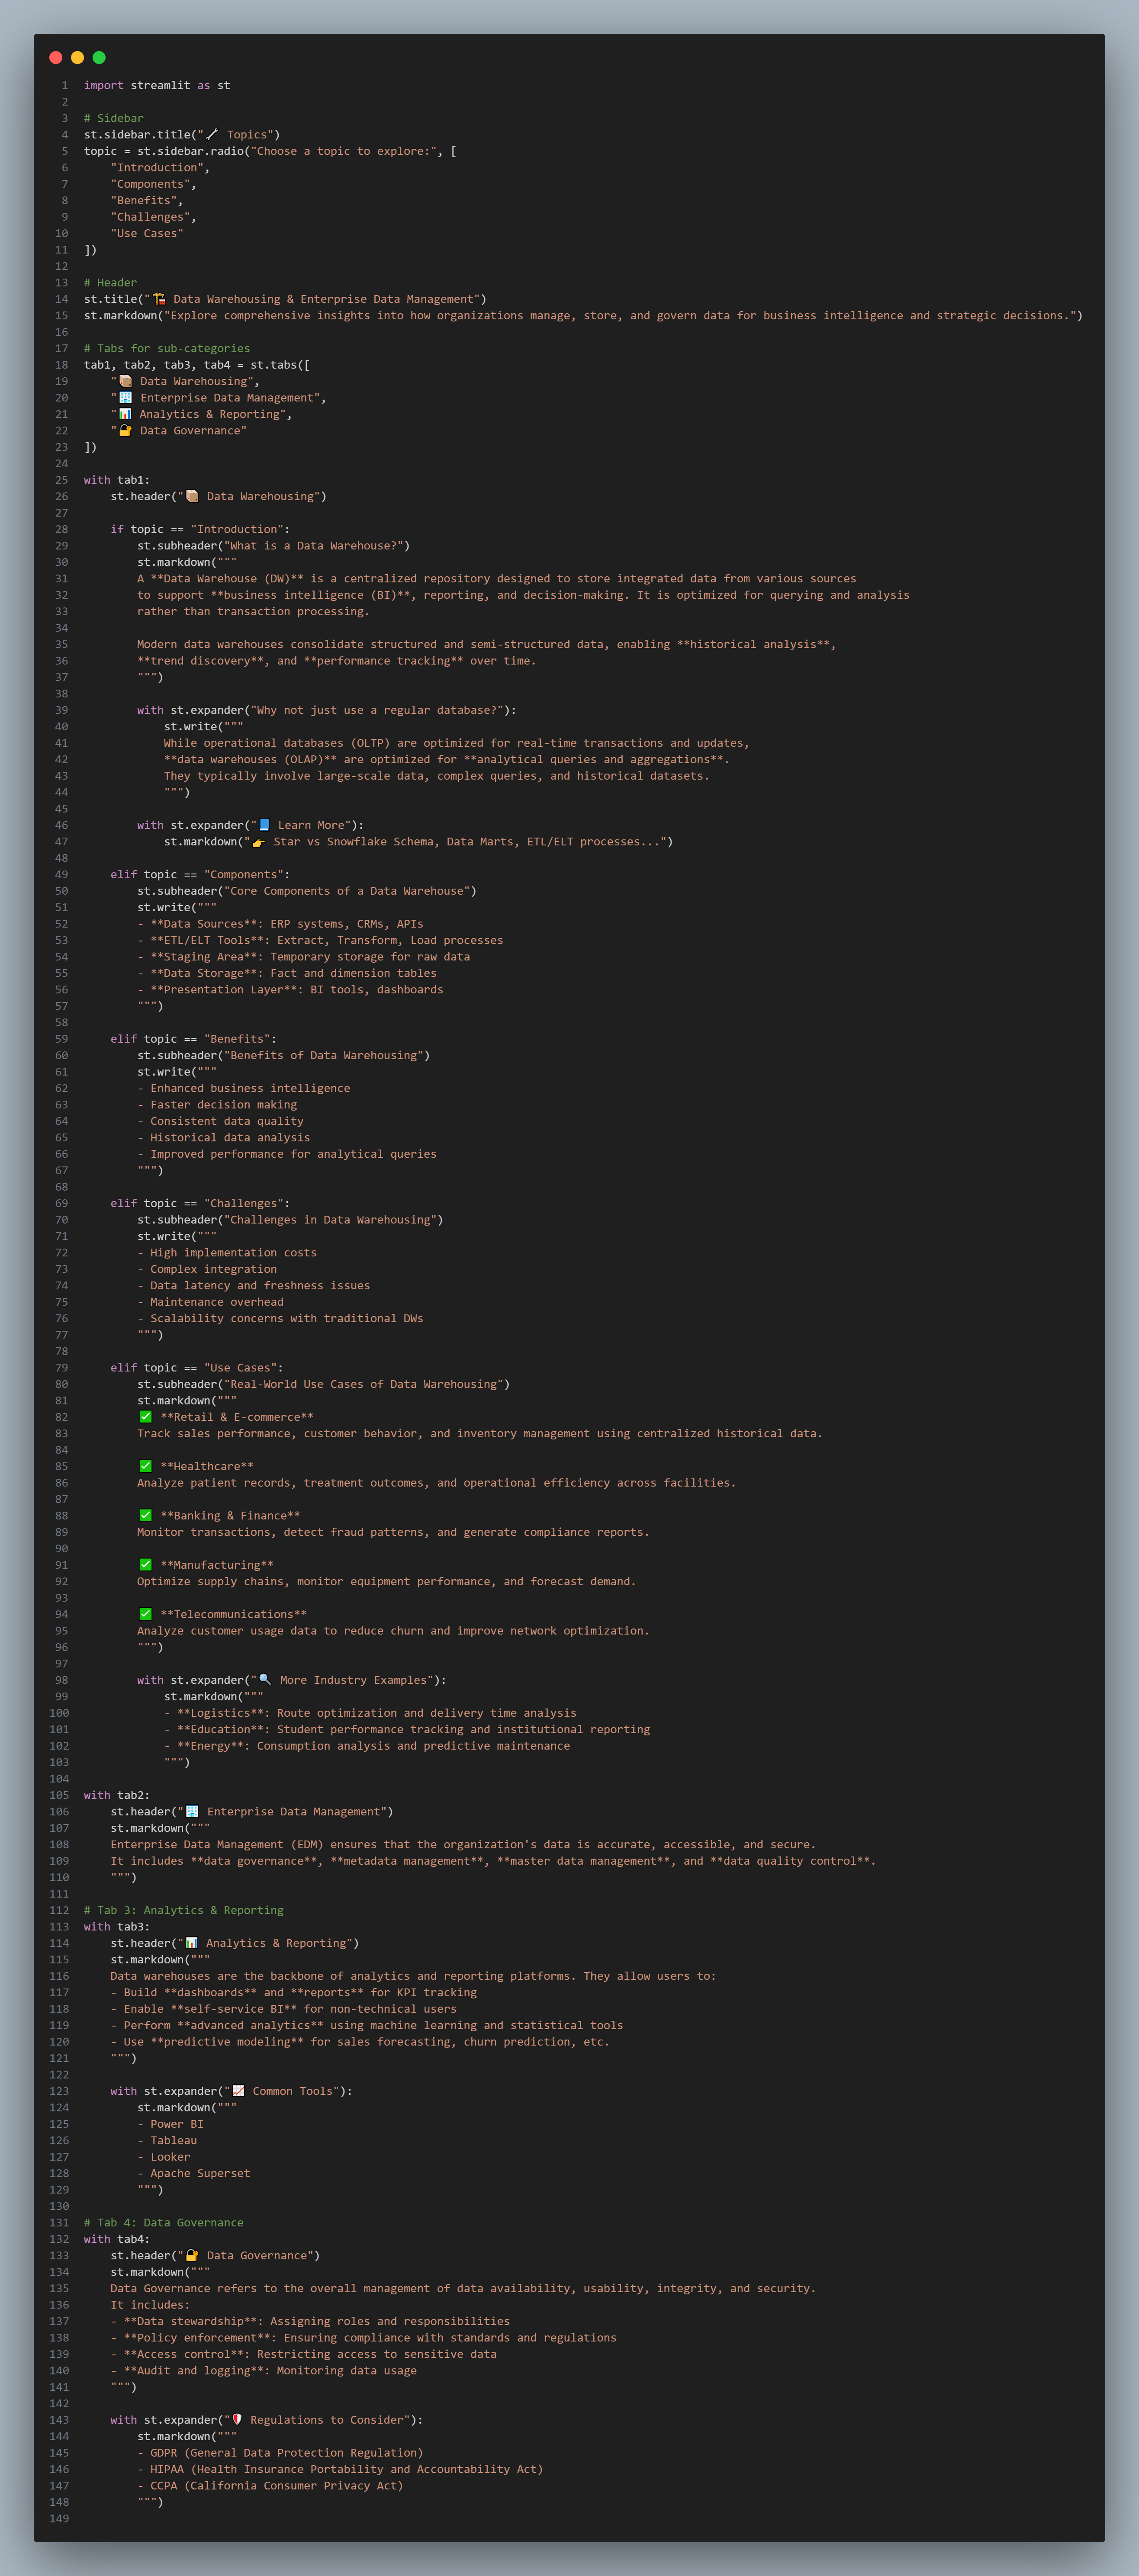 1 import streamlit as st
2
3 # Sidebar
4 st.sidebar.title("🔧 Topics")
5 topic = st.sidebar.radio("Choose a topic to explore:", [
6     "Introduction",
7     "Components",
8     "Benefits",
9     "Challenges",
10     "Use Cases"
11 ])
12
13 # Header
14 st.title("🏗️ Data Warehousing & Enterprise Data Management")
15 st.markdown("Explore comprehensive insights into how organizations manage, store, and govern data for business intelligence and strategic decisions.")
16
17 # Tabs for sub-categories
18 tab1, tab2, tab3, tab4 = st.tabs([
19     "📦 Data Warehousing",
20     "🏢 Enterprise Data Management",
21     "📊 Analytics & Reporting",
22     "🔐 Data Governance"
23 ])
24
25 with tab1:
26     st.header("📦 Data Warehousing")
27
28     if topic == "Introduction":
29         st.subheader("What is a Data Warehouse?")
30         st.markdown("""
31         A **Data Warehouse (DW)** is a centralized repository designed to store integrated data from various sources
32         to support **business intelligence (BI)**, reporting, and decision-making. It is optimized for querying and analysis
33         rather than transaction processing.
34
35         Modern data warehouses consolidate structured and semi-structured data, enabling **historical analysis**,
36         **trend discovery**, and **performance tracking** over time.
37         """)
38
39         with st.expander("Why not just use a regular database?"):
40             st.write("""
41             While operational databases (OLTP) are optimized for real-time transactions and updates,
42             **data warehouses (OLAP)** are optimized for **analytical queries and aggregations**.
43             They typically involve large-scale data, complex queries, and historical datasets.
44             """)
45
46         with st.expander("📘 Learn More"):
47             st.markdown("👉 Star vs Snowflake Schema, Data Marts, ETL/ELT processes...")
48
49     elif topic == "Components":
50         st.subheader("Core Components of a Data Warehouse")
51         st.write("""
52         - **Data Sources**: ERP systems, CRMs, APIs
53         - **ETL/ELT Tools**: Extract, Transform, Load processes
54         - **Staging Area**: Temporary storage for raw data
55         - **Data Storage**: Fact and dimension tables
56         - **Presentation Layer**: BI tools, dashboards
57         """)
58
59     elif topic == "Benefits":
60         st.subheader("Benefits of Data Warehousing")
61         st.write("""
62         - Enhanced business intelligence
63         - Faster decision making
64         - Consistent data quality
65         - Historical data analysis
66         - Improved performance for analytical queries
67         """)
68
69     elif topic == "Challenges":
70         st.subheader("Challenges in Data Warehousing")
71         st.write("""
72         - High implementation costs
73         - Complex integration
74         - Data latency and freshness issues
75         - Maintenance overhead
76         - Scalability concerns with traditional DWs
77         """)
78
79     elif topic == "Use Cases":
80         st.subheader("Real-World Use Cases of Data Warehousing")
81         st.markdown("""
82         ✅ **Retail & E-commerce**
83         Track sales performance, customer behavior, and inventory management using centralized historical data.
84
85         ✅ **Healthcare**
86         Analyze patient records, treatment outcomes, and operational efficiency across facilities.
87
88         ✅ **Banking & Finance**
89         Monitor transactions, detect fraud patterns, and generate compliance reports.
90
91         ✅ **Manufacturing**
92         Optimize supply chains, monitor equipment performance, and forecast demand.
93
94         ✅ **Telecommunications**
95         Analyze customer usage data to reduce churn and improve network optimization.
96         """)
97
98         with st.expander("🔍 More Industry Examples"):
99             st.markdown("""
100             - **Logistics**: Route optimization and delivery time analysis
101             - **Education**: Student performance tracking and institutional reporting
102             - **Energy**: Consumption analysis and predictive maintenance
103             """)
104
105 with tab2:
106     st.header("🏢 Enterprise Data Management")
107     st.markdown("""
108     Enterprise Data Management (EDM) ensures that the organization's data is accurate, accessible, and secure.
109     It includes **data governance**, **metadata management**, **master data management**, and **data quality control**.
110     """)
111
112 # Tab 3: Analytics & Reporting
113 with tab3:
114     st.header("📊 Analytics & Reporting")
115     st.markdown("""
116     Data warehouses are the backbone of analytics and reporting platforms. They allow users to:
117     - Build **dashboards** and **reports** for KPI tracking
118     - Enable **self-service BI** for non-technical users
119     - Perform **advanced analytics** using machine learning and statistical tools
120     - Use **predictive modeling** for sales forecasting, churn prediction, etc.
121     """)
122
123     with st.expander("📈 Common Tools"):
124         st.markdown("""
125         - Power BI
126         - Tableau
127         - Looker
128         - Apache Superset
129         """)
130
131 # Tab 4: Data Governance
132 with tab4:
133     st.header("🔐 Data Governance")
134     st.markdown("""
135     Data Governance refers to the overall management of data availability, usability, integrity, and security.
136     It includes:
137     - **Data stewardship**: Assigning roles and responsibilities
138     - **Policy enforcement**: Ensuring compliance with standards and regulations
139     - **Access control**: Restricting access to sensitive data
140     - **Audit and logging**: Monitoring data usage
141     """)
142
143     with st.expander("🛡️ Regulations to Consider"):
144         st.markdown("""
145         - GDPR (General Data Protection Regulation)
146         - HIPAA (Health Insurance Portability and Accountability Act)
147         - CCPA (California Consumer Privacy Act)
148         """)
149